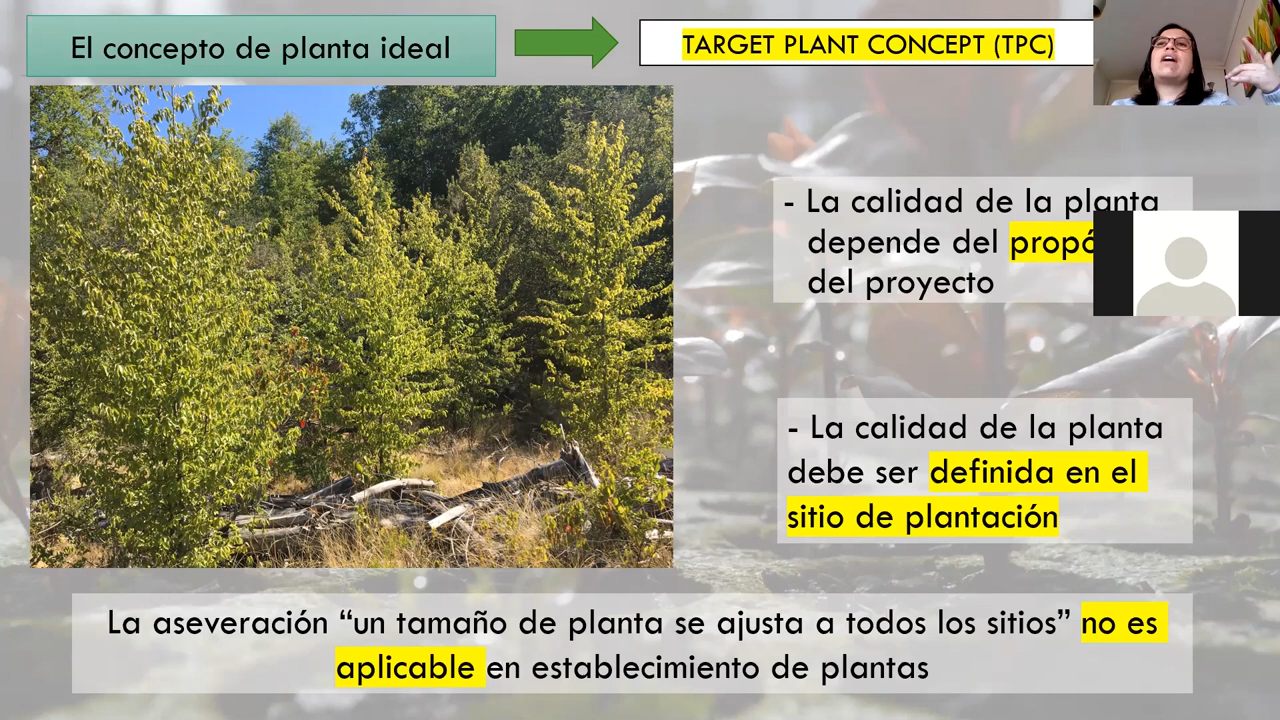 El concepto de planta ideal
TARGET PLANT CONCEPT (TPC)
- La calidad de la planta
depende del
del proyecto
- La calidad de la planta
debe ser definida en el
sitio de plantación
La aseveración “un tamaño de planta se ajusta a todos los sitios” no es
aplicable en establecimiento de plantas